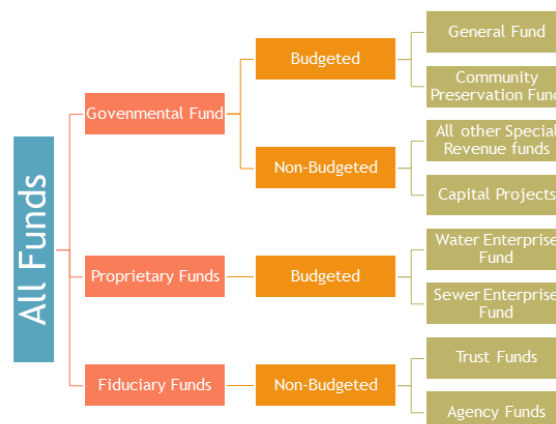 All Funds
Govenmental Fund
Budgeted
General Fund
Community
Preservation Fund
Non-Budgeted
All other Special
Revenue funds
Capital Projects
Proprietary Funds
Budgeted
Water Enterprise
Fund
Sewer Enterprise
Fund
Fiduciary Funds
Non-Budgeted
Trust Funds
Agency Funds